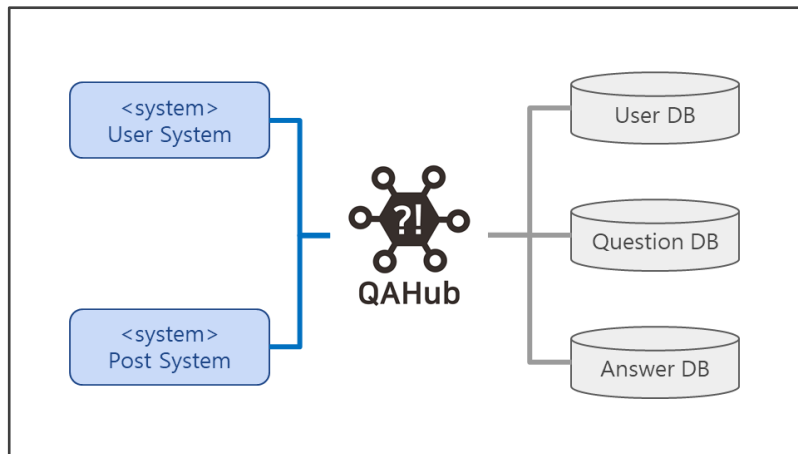 <system>
User System
<system>
Post System
?!
QAHub
User DB
Question DB
Answer DB